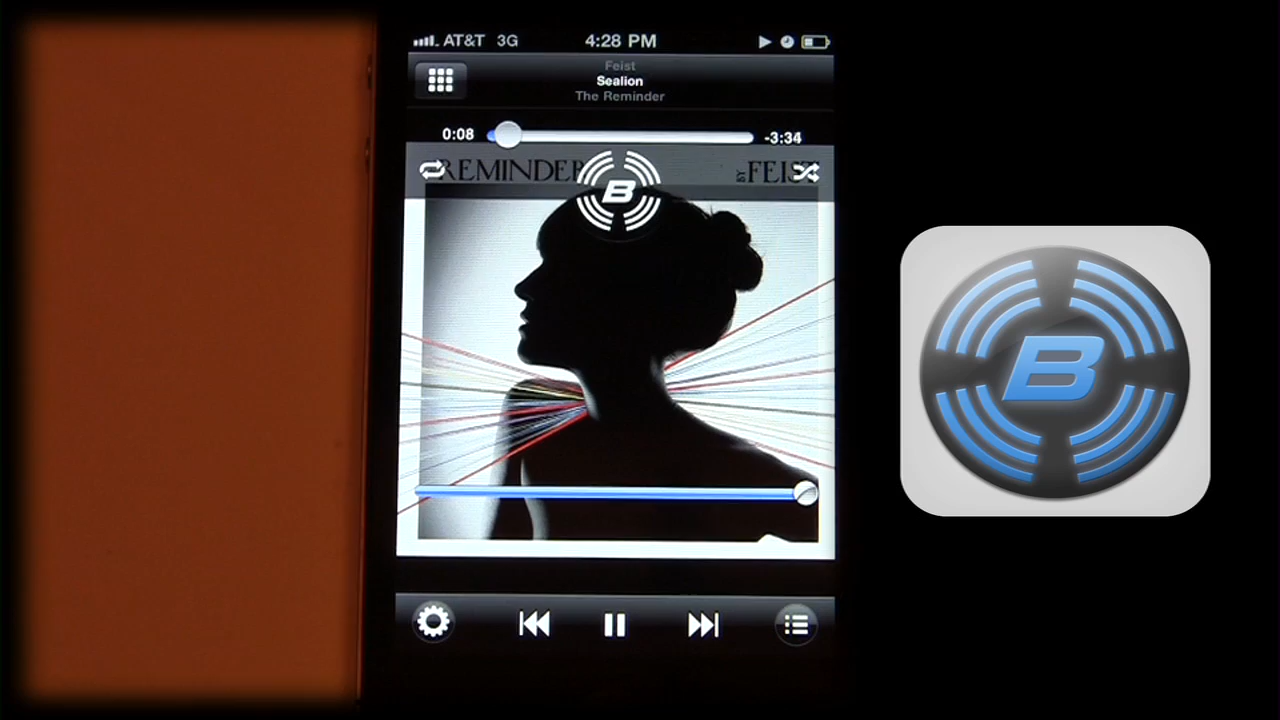 AT&T 3G 4:28 PM
Feist
Sealion
The Reminder
0:08 -3:34
REMINDER BY FEIST
B
B